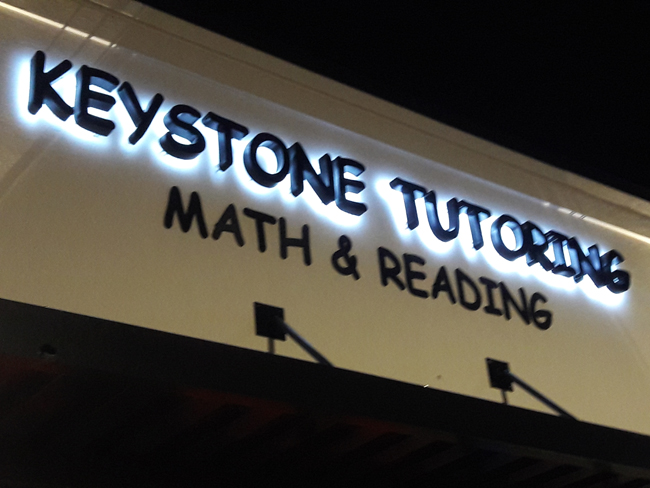 KEYSTONE TUTORING
MATH & READING